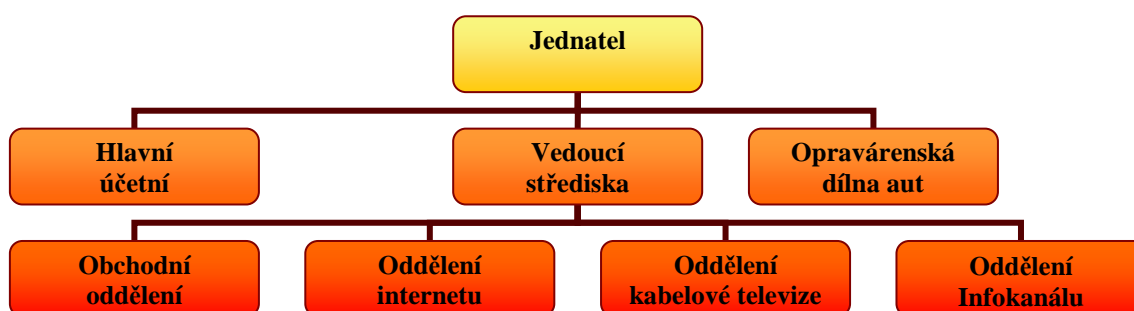 Jednatel
Hlavní
účetní
Vedoucí
střediska
Opravárenská
dílna aut
Obchodní
oddělení
Oddělení
internetu
Oddělení
kabelové televize
Oddělení
Infokanálu